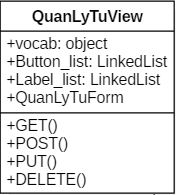 QuanLyTuView
+vocab: object
+Button_list: LinkedList
+Label_list: LinkedList
+QuanLyTuForm
+GET()
+POST()
+PUT()
+DELETE()